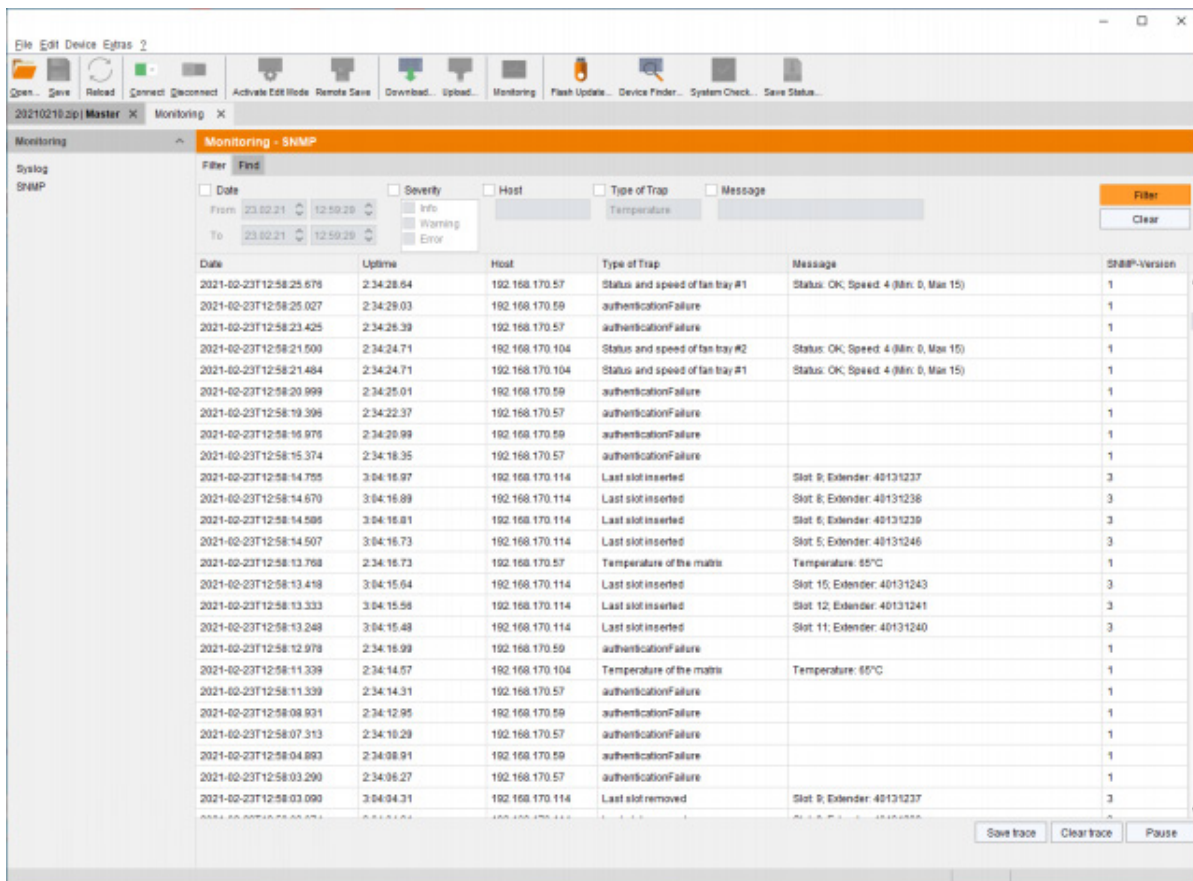 File Edit Device Extras ?
Open... Save Reload Connect Disconnect Activate Edit Mode Remote Save Download... Upload... Monitoring Flash Update... Device Finder... System Check... Save Status...
20210210.zip | Master X Monitoring X
Monitoring
Monitoring - SNMP
Syslog
SNMP
Filter Find
Date Severity Host Type of Trap Message
From 23.02.21 12:59:29 Info Temperature Filter
Warning
To 23.02.21 12:59:29 Error Clear
Date Uptime Host Type of Trap Message SNMP-Version
2021-02-23T12:58:25.676 2:34:28.64 192.168.170.57 Status and speed of fan tray #1 Status: OK; Speed: 4 (Min: 0, Max 15) 1
2021-02-23T12:58:25.027 2:34:29.03 192.168.170.59 authenticationFailure 1
2021-02-23T12:58:23.425 2:34:26.39 192.168.170.57 authenticationFailure 1
2021-02-23T12:58:21.500 2:34:24.71 192.168.170.104 Status and speed of fan tray #2 Status: OK; Speed: 4 (Min: 0, Max 15) 1
2021-02-23T12:58:21.484 2:34:24.71 192.168.170.104 Status and speed of fan tray #1 Status: OK; Speed: 4 (Min: 0, Max 15) 1
2021-02-23T12:58:20.999 2:34:25.01 192.168.170.59 authenticationFailure 1
2021-02-23T12:58:19.396 2:34:22.37 192.168.170.57 authenticationFailure 1
2021-02-23T12:58:16.976 2:34:20.99 192.168.170.59 authenticationFailure 1
2021-02-23T12:58:15.374 2:34:18.35 192.168.170.57 authenticationFailure 1
2021-02-23T12:58:14.755 3:04:16.97 192.168.170.114 Last slot inserted Slot: 9; Extender: 40131237 3
2021-02-23T12:58:14.670 3:04:16.89 192.168.170.114 Last slot inserted Slot: 8; Extender: 40131238 3
2021-02-23T12:58:14.586 3:04:16.81 192.168.170.114 Last slot inserted Slot: 6; Extender: 40131239 3
2021-02-23T12:58:14.507 3:04:16.73 192.168.170.114 Last slot inserted Slot: 5; Extender: 40131246 3
2021-02-23T12:58:13.768 2:34:16.73 192.168.170.57 Temperature of the matrix Temperature: 65°C 1
2021-02-23T12:58:13.418 3:04:15.64 192.168.170.114 Last slot inserted Slot: 15; Extender: 40131243 3
2021-02-23T12:58:13.333 3:04:15.56 192.168.170.114 Last slot inserted Slot: 12; Extender: 40131241 3
2021-02-23T12:58:13.248 3:04:15.48 192.168.170.114 Last slot inserted Slot: 11; Extender: 40131240 3
2021-02-23T12:58:12.978 2:34:16.99 192.168.170.59 authenticationFailure 1
2021-02-23T12:58:11.339 2:34:14.57 192.168.170.104 Temperature of the matrix Temperature: 65°C 1
2021-02-23T12:58:11.339 2:34:14.31 192.168.170.57 authenticationFailure 1
2021-02-23T12:58:08.931 2:34:12.95 192.168.170.59 authenticationFailure 1
2021-02-23T12:58:07.313 2:34:10.29 192.168.170.57 authenticationFailure 1
2021-02-23T12:58:04.893 2:34:08.91 192.168.170.59 authenticationFailure 1
2021-02-23T12:58:03.290 2:34:06.27 192.168.170.57 authenticationFailure 1
2021-02-23T12:58:03.090 3:04:04.31 192.168.170.114 Last slot removed Slot: 9; Extender: 40131237 3
Save trace Clear trace Pause